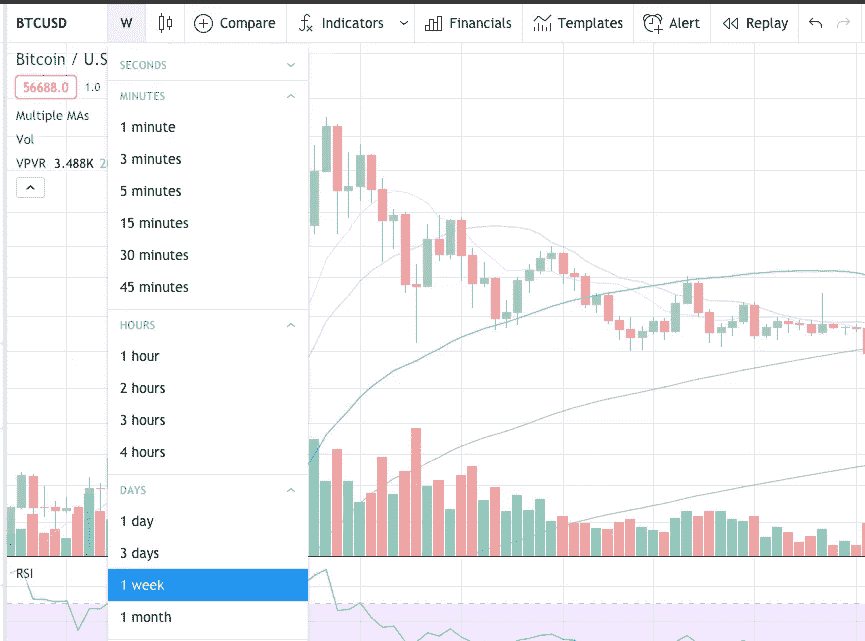 BTCUSD W Compare Indicators Financials Templates Alert Replay
Bitcoin / U.S
56688.0 1.0
Multiple MAs
Vol
VPVR 3.488K
RSI
SECONDS
MINUTES
1 minute
3 minutes
5 minutes
15 minutes
30 minutes
45 minutes
HOURS
1 hour
2 hours
3 hours
4 hours
DAYS
1 day
3 days
1 week
1 month